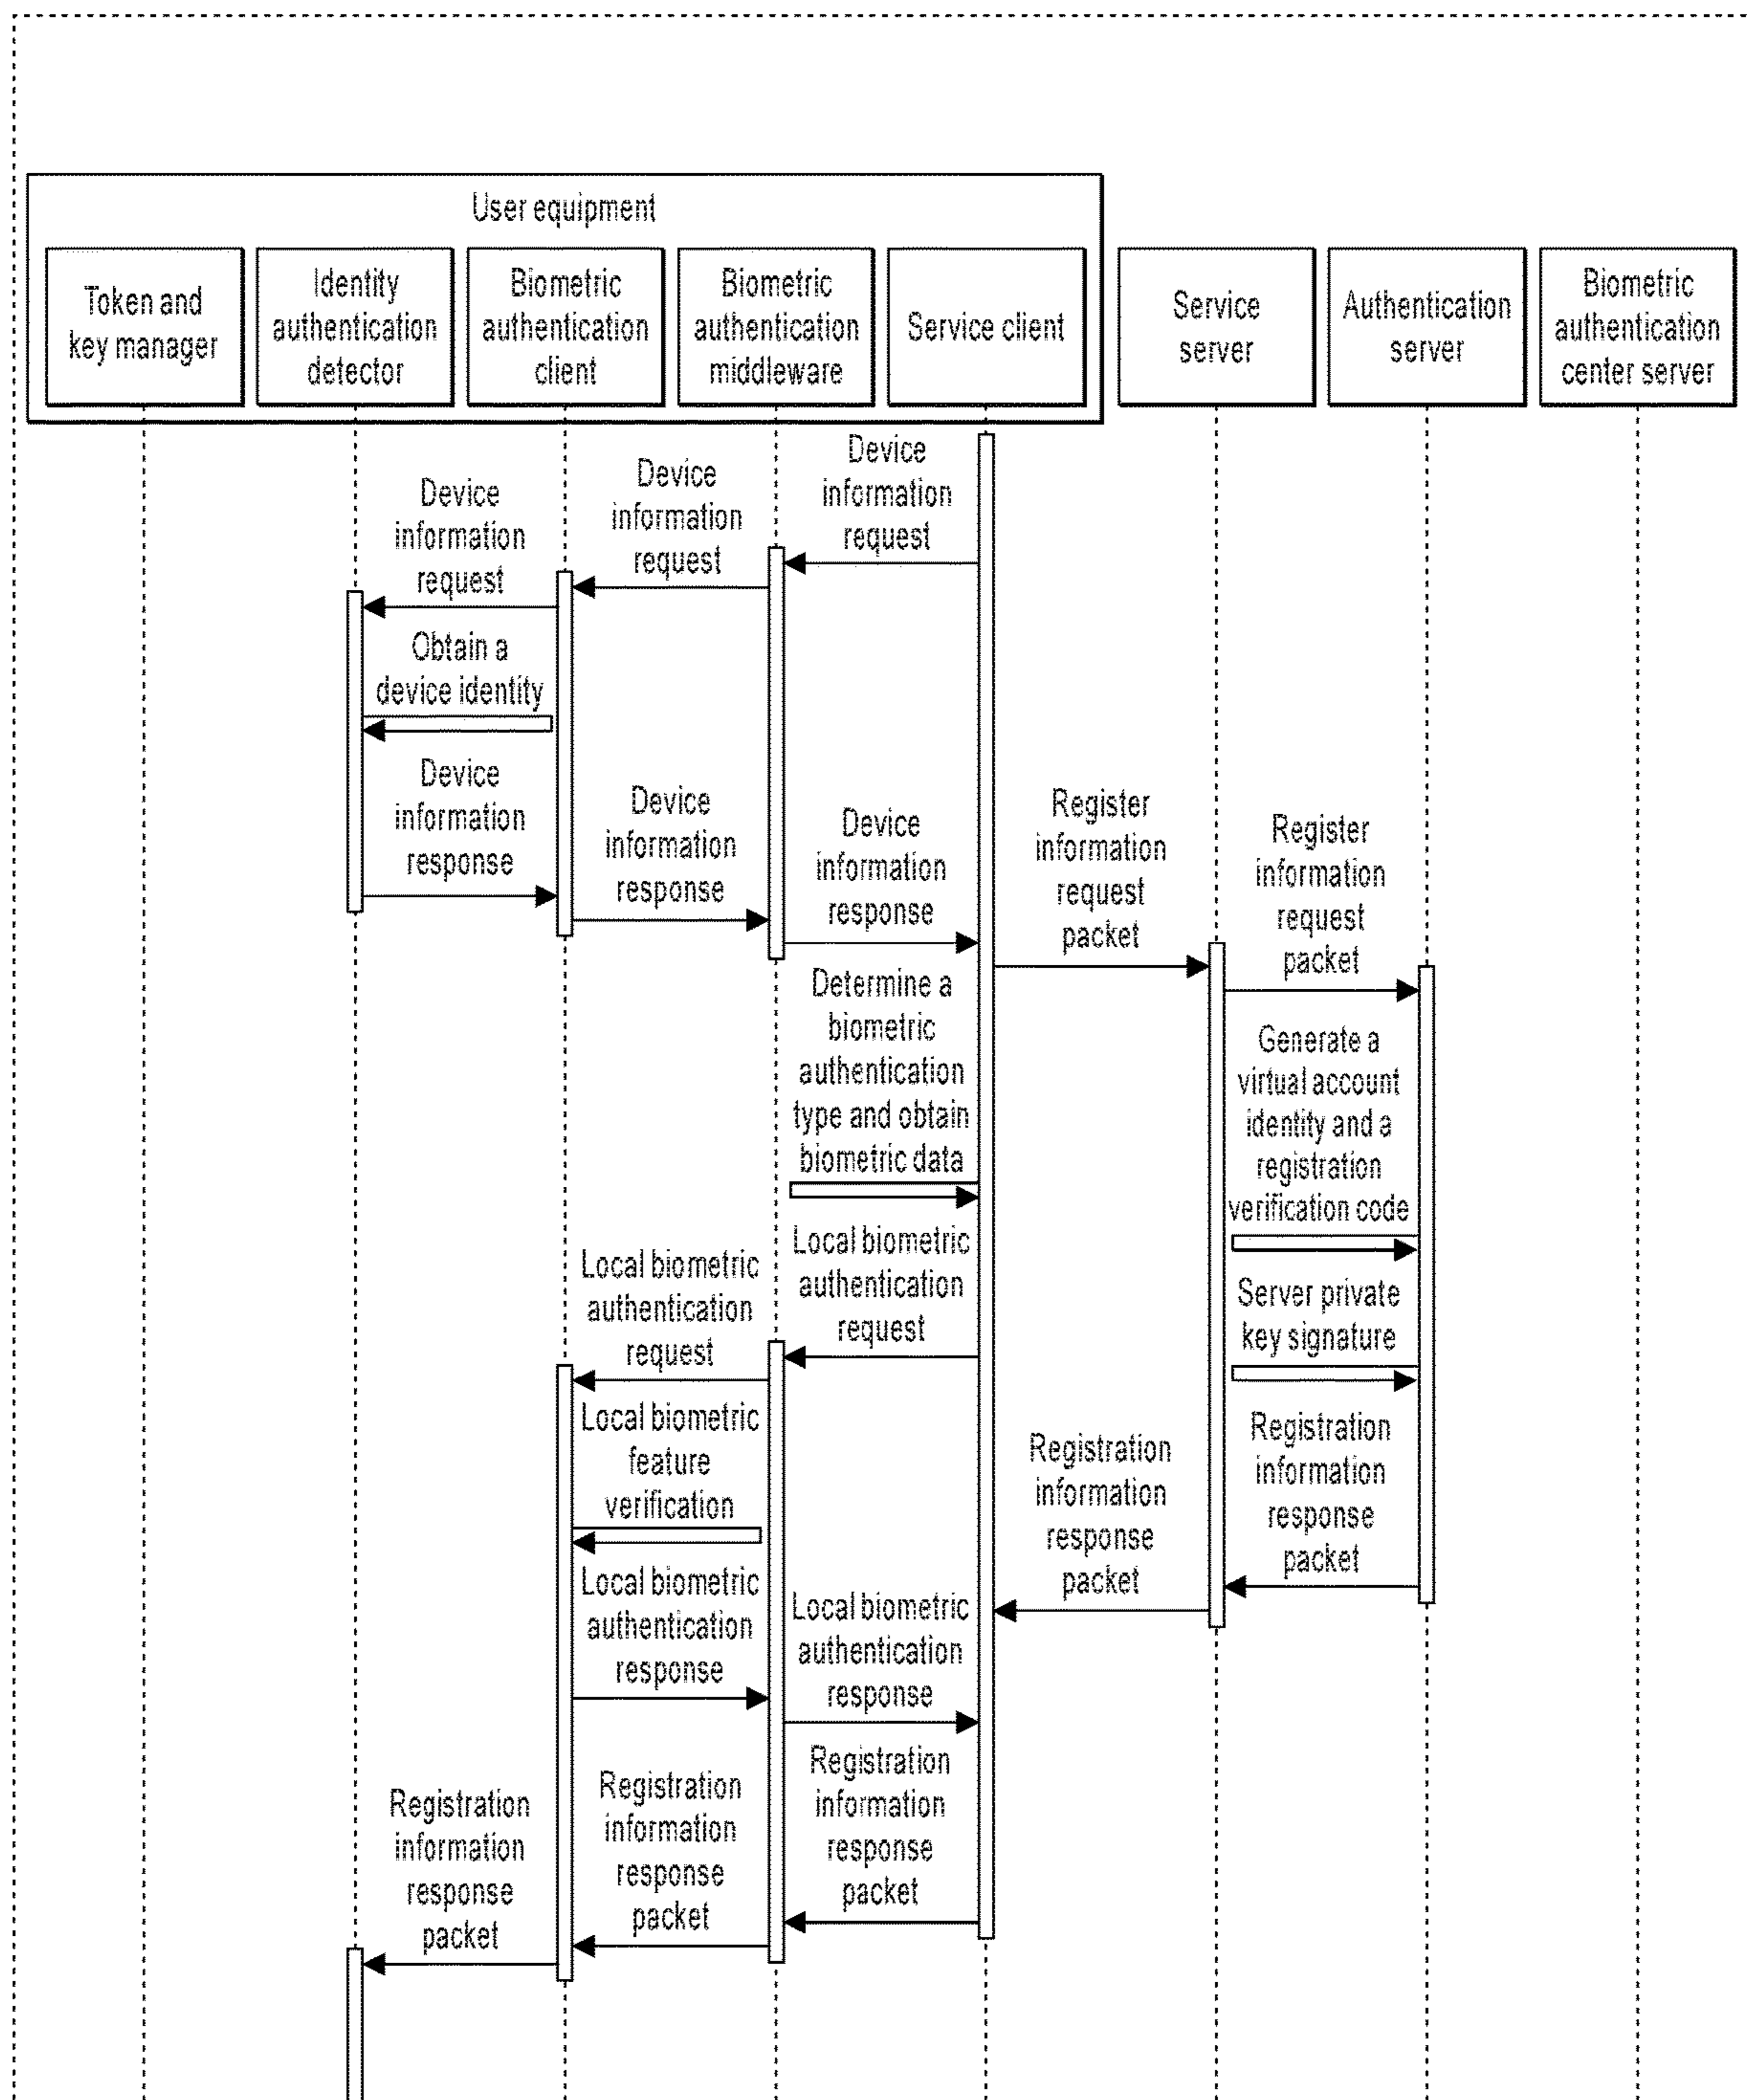 User equipment
Token and
key manager
Identity
authentication
detector
Biometric
authentication
client
Biometric
authentication
middleware
Service client
Service
server
Authentication
server
Biometric
authentication
center server
Device
information
request
Device
information
request
Device
information
request
Obtain a
device identity
Device
information
response
Device
information
response
Device
information
response
Register
information
request
packet
Register
information
request
packet
Determine a
biometric
authentication
type and obtain
biometric data
Generate a
virtual account
identity and a
registration
verification code
Server private
key signature
Local biometric
authentication
request
Local biometric
authentication
request
Local biometric
feature
verification
Registration
information
response
packet
Registration
information
response
packet
Local biometric
authentication
response
Local biometric
authentication
response
Registration
information
response
packet
Registration
information
response
packet
Registration
information
response
packet